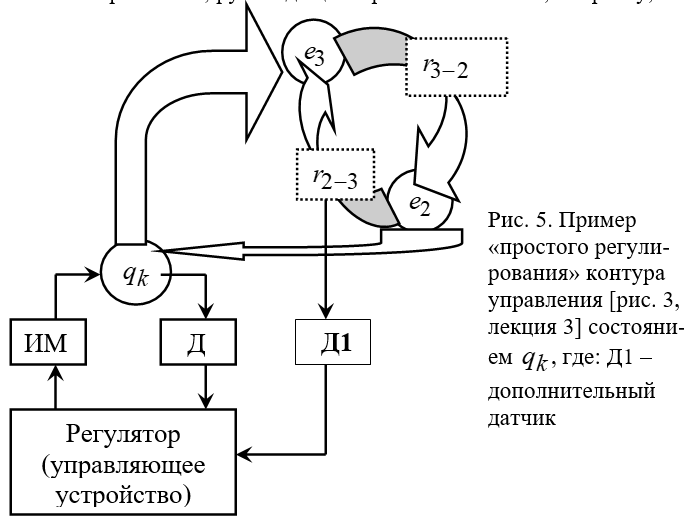 e3
r3−2
r2−3
e2
qk
ИМ
Д
Д1
Регулятор
(управляющее
устройство)
Рис. 5. Пример
«простого регули-
рования» контура
управления [рис. 3,
лекция 3] состояни-
ем qk, где: Д1 –
дополнительный
датчик